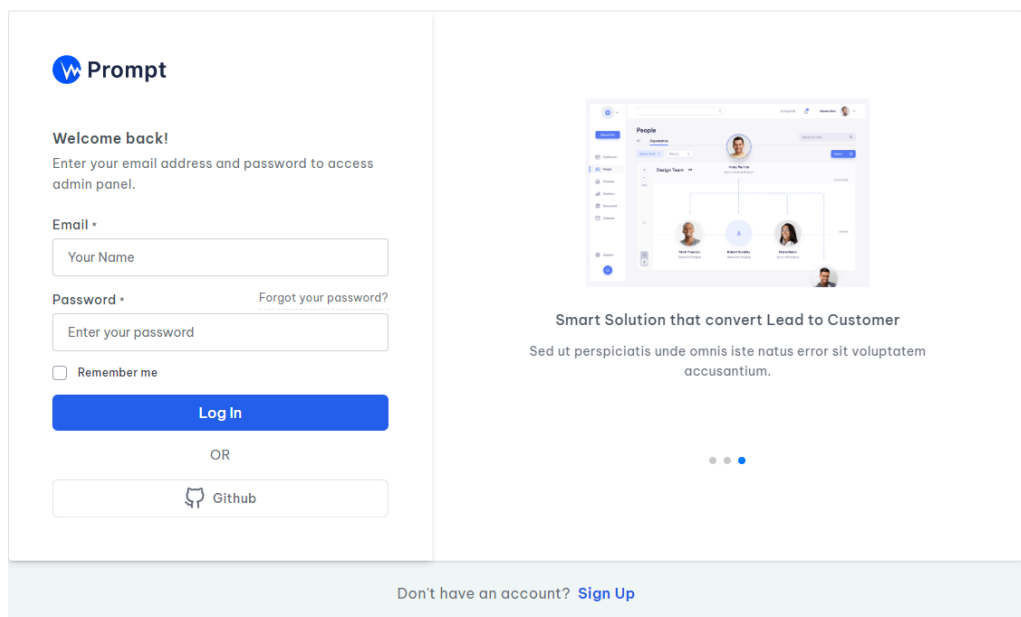 Prompt
Welcome back!
Enter your email address and password to access
admin panel.
Email *
Your Name
Password *
Forgot your password?
Enter your password
Remember me
Log In
OR
Github
People
Design Team
Smart Solution that convert Lead to Customer
Sed ut perspiciatis unde omnis iste natus error sit voluptatem
accusantium.
Don't have an account? Sign Up